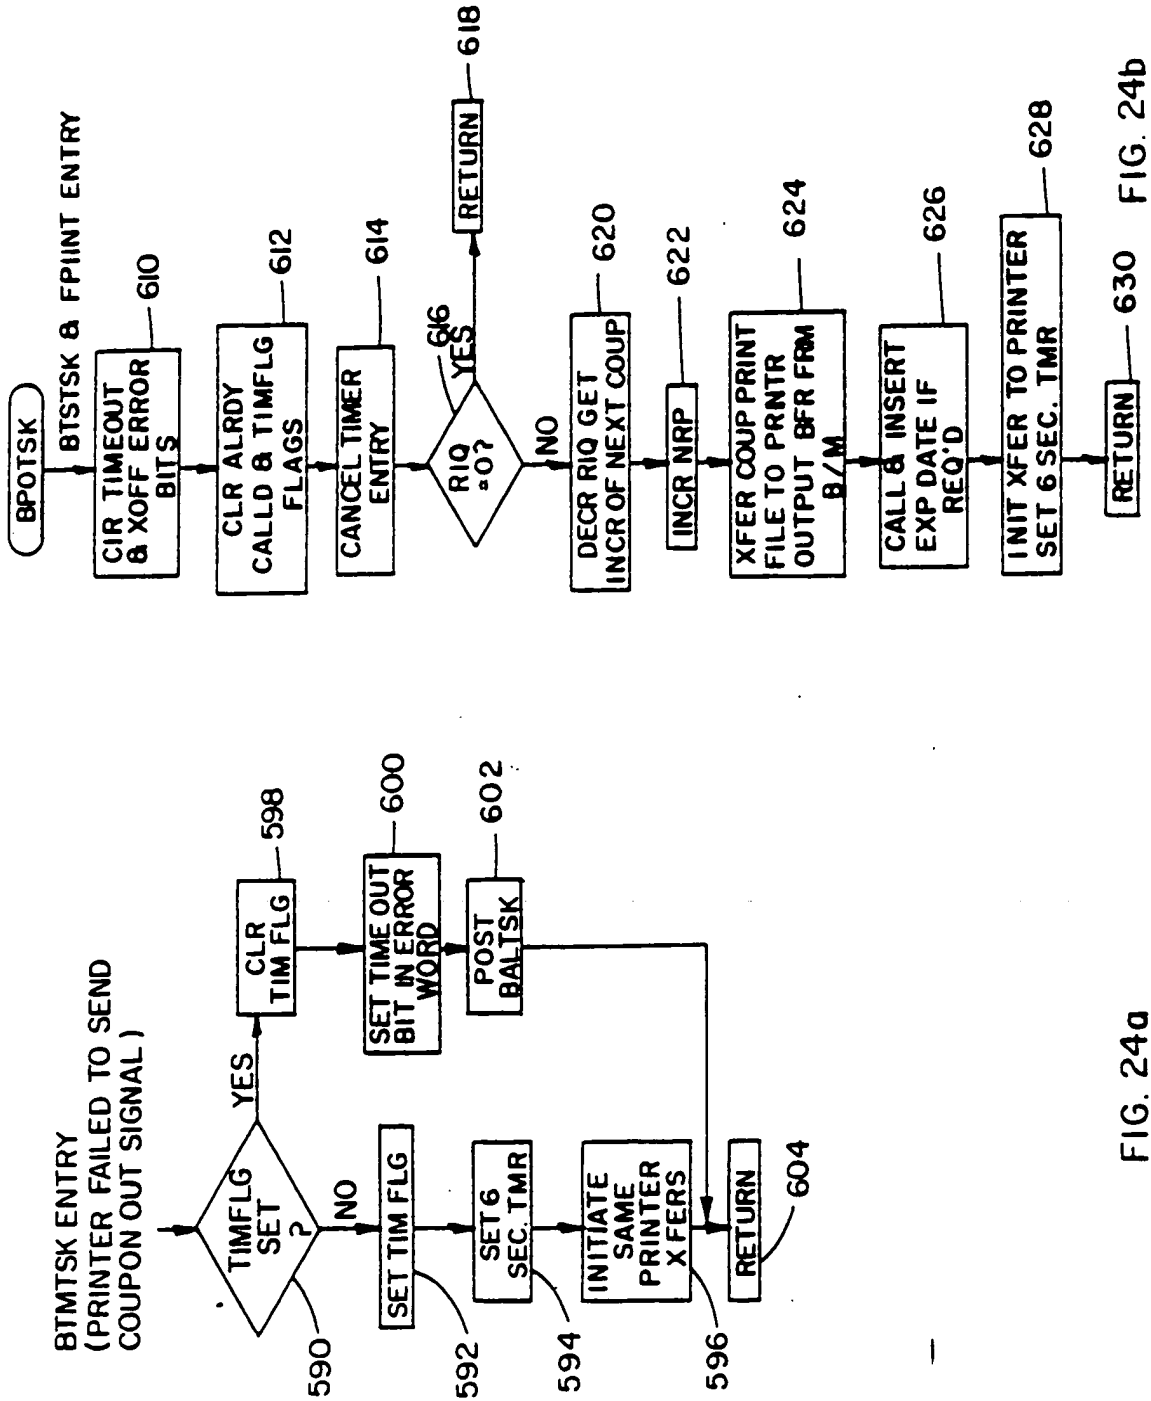 BTMTSK ENTRY
(PRINTER FAILED TO SEND
COUPON OUT SIGNAL)
TIMFLG
SET
?
590
YES
NO
CLR
TIM FLG
598
SET TIME OUT
BIT IN ERROR
WORD
600
POST
BALTSK
602
SET TIM FLG
592
SET 6
SEC. TMR
594
INITIATE
SAME
PRINTER
XFERS
596
RETURN
604
FIG. 24a
BPOTSK
BTSTSK & FPIINT ENTRY
CIR TIMEOUT
& XOFF ERROR
BITS
610
CLR ALRDY
CALLD & TIMFLG
FLAGS
612
CANCEL TIMER
ENTRY
614
RIQ
=0?
616
YES
RETURN
618
NO
DECR RIQ GET
INCR OF NEXT COUP
620
INCR NRP
622
XFER COUP PRINT
FILE TO PRNTR
OUTPUT BFR FRM
B/M
624
CALL & INSERT
EXP DATE IF
REQ'D
626
INIT XFER TO PRINTER
SET 6 SEC. TMR
628
RETURN
630
FIG. 24b